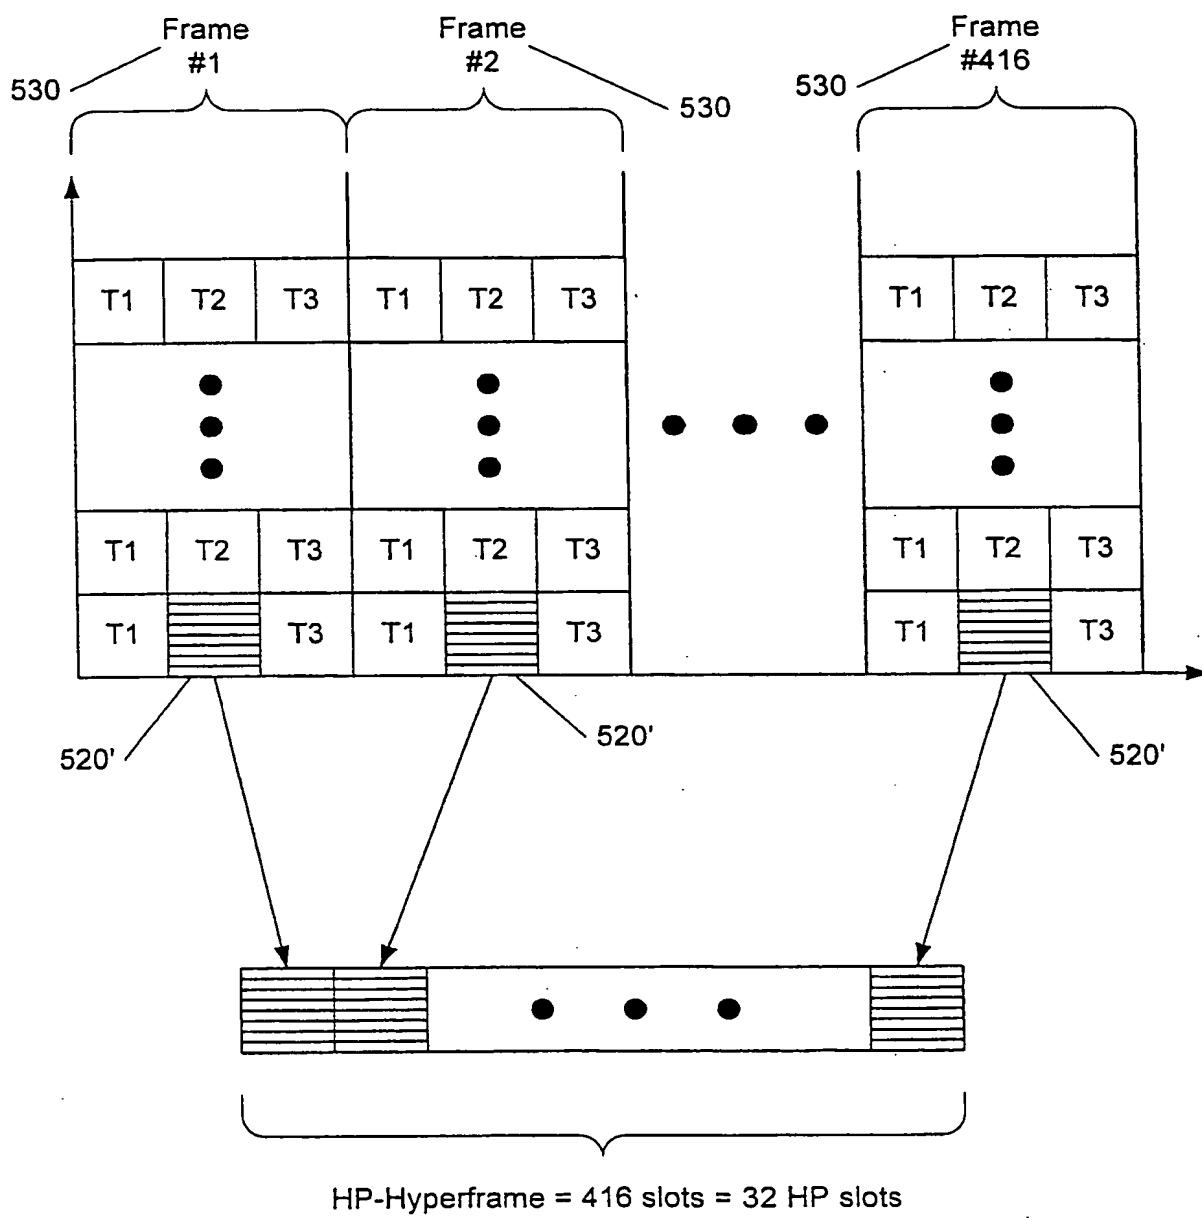 Frame
#1
Frame
#2
Frame
#416
530
530
530
T1 T2 T3 T1 T2 T3 T1 T2 T3
T1 T2 T3 T1 T2 T3 T1 T2 T3
T1 T3 T1 T3 T1 T3
520'
520'
520'
HP-Hyperframe = 416 slots = 32 HP slots